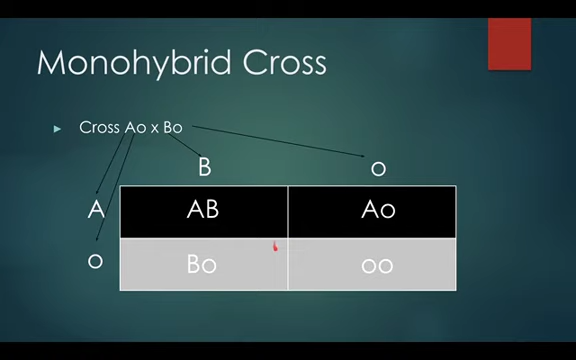 Monohybrid Cross
Cross Ao x Bo
B o
A AB Ao
o Bo oo